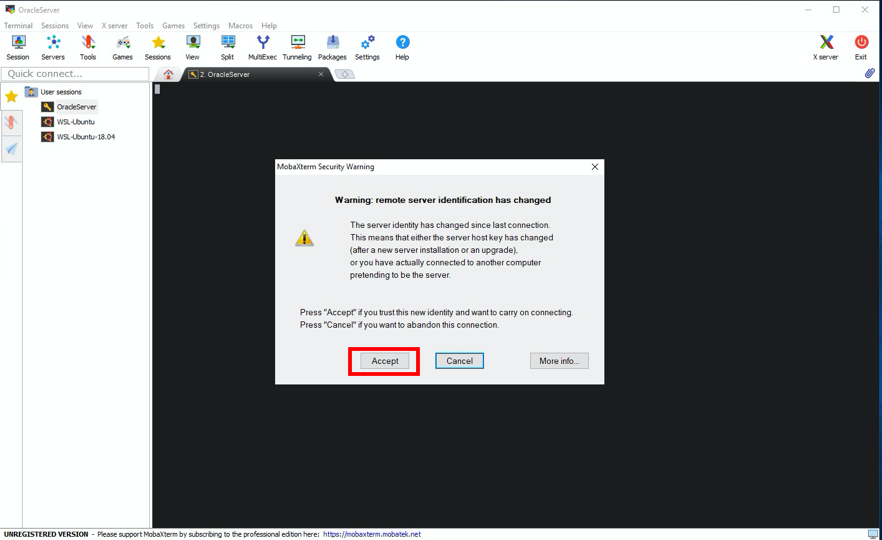 OracleServer
Terminal Sessions View X server Tools Games Settings Macros Help
Session Servers Tools Games Sessions View Split MultiExec Tunneling Packages Settings Help X server Exit
Quick connect...
2. OracleServer
User sessions
OracleServer
WSL-Ubuntu
WSL-Ubuntu-18.04
MobaXterm Security Warning
Warning: remote server identification has changed
The server identity has changed since last connection.
This means that either the server host key has changed
(after a new server installation or an upgrade),
or you have actually connected to another computer
pretending to be the server.
Press "Accept" if you trust this new identity and want to carry on connecting.
Press "Cancel" if you want to abandon this connection.
Accept Cancel More info...
UNREGISTERED VERSION - Please support MobaXterm by subscribing to the professional edition here: https://mobaxterm.mobatek.net